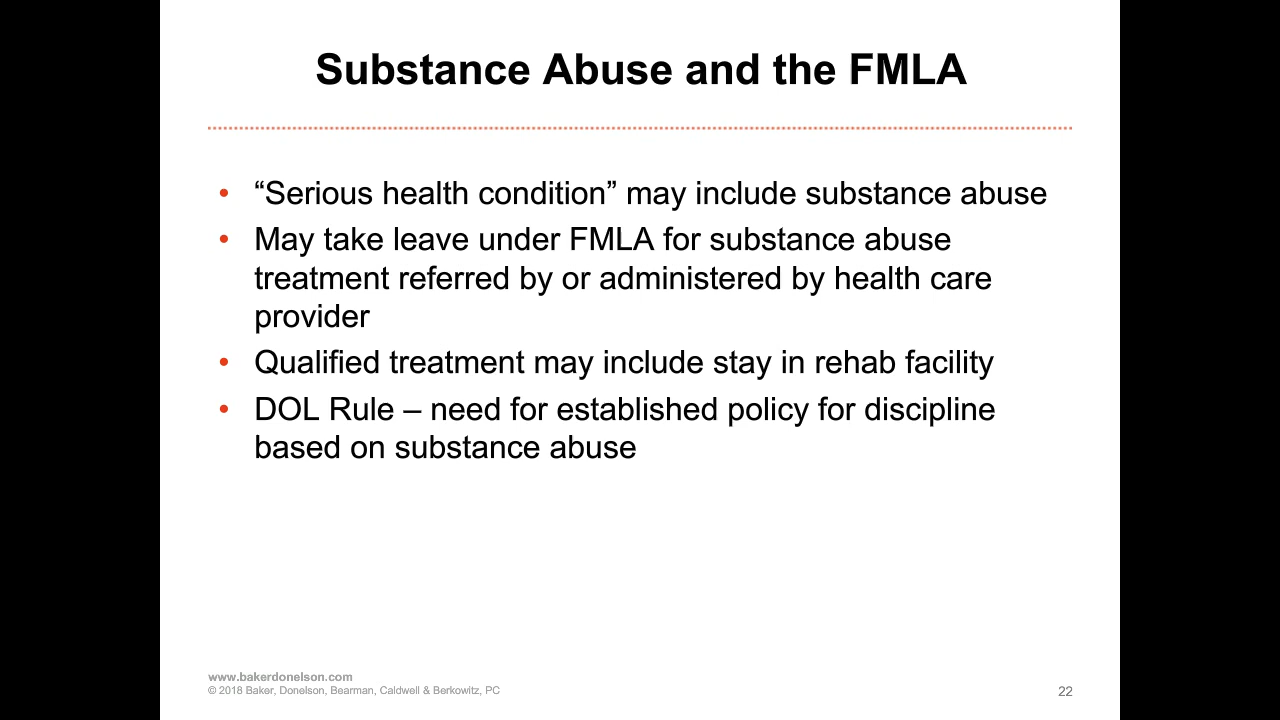 Substance Abuse and the FMLA
• “Serious health condition” may include substance abuse
• May take leave under FMLA for substance abuse
treatment referred by or administered by health care
provider
• Qualified treatment may include stay in rehab facility
• DOL Rule – need for established policy for discipline
based on substance abuse
www.bakerdonelson.com
© 2018 Baker, Donelson, Bearman, Caldwell & Berkowitz, PC
22